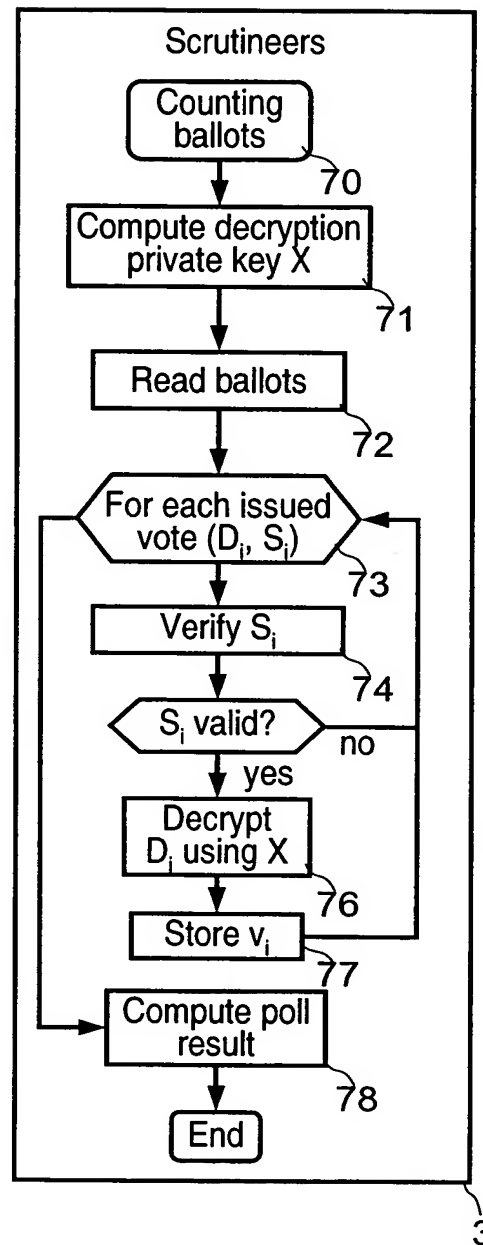 Scrutineers
Counting
ballots
70
Compute decryption
private key X
71
Read ballots
72
For each issued
vote (Di, Si)
73
Verify Si
74
Si valid?
no
yes
Decrypt
Di using X
76
Store vi
77
Compute poll
result
78
End
3